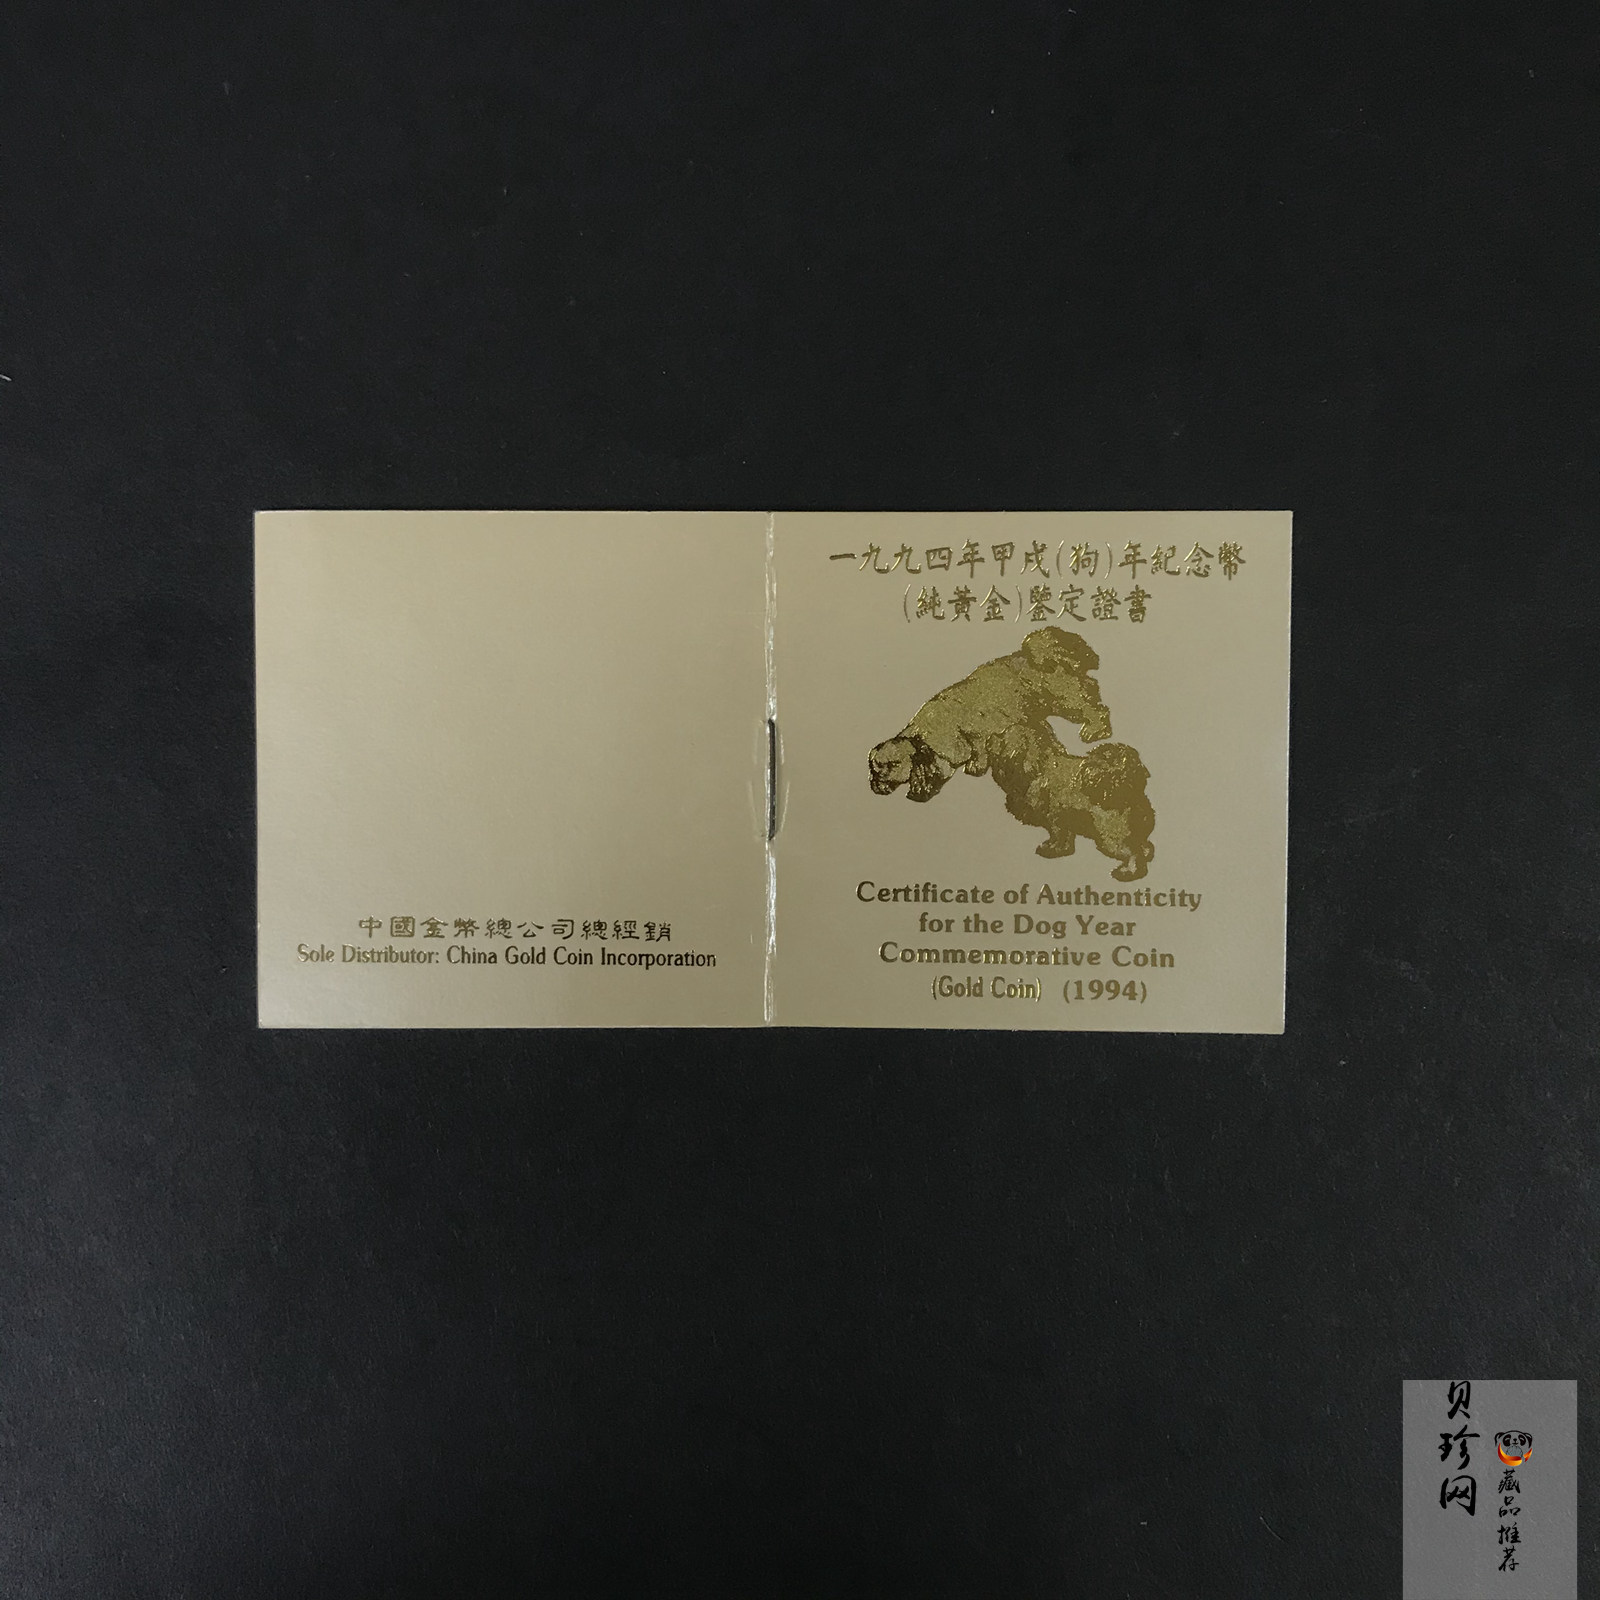 中國金幣總公司總經銷
Sole Distributor: China Gold Coin Incorporation
一九九四年甲戌(狗)年紀念幣
(純黃金)鑒定證書
Certificate of Authenticity
for the Dog Year
Commemorative Coin
(Gold Coin) (1994)
贝珍网
藏品推荐